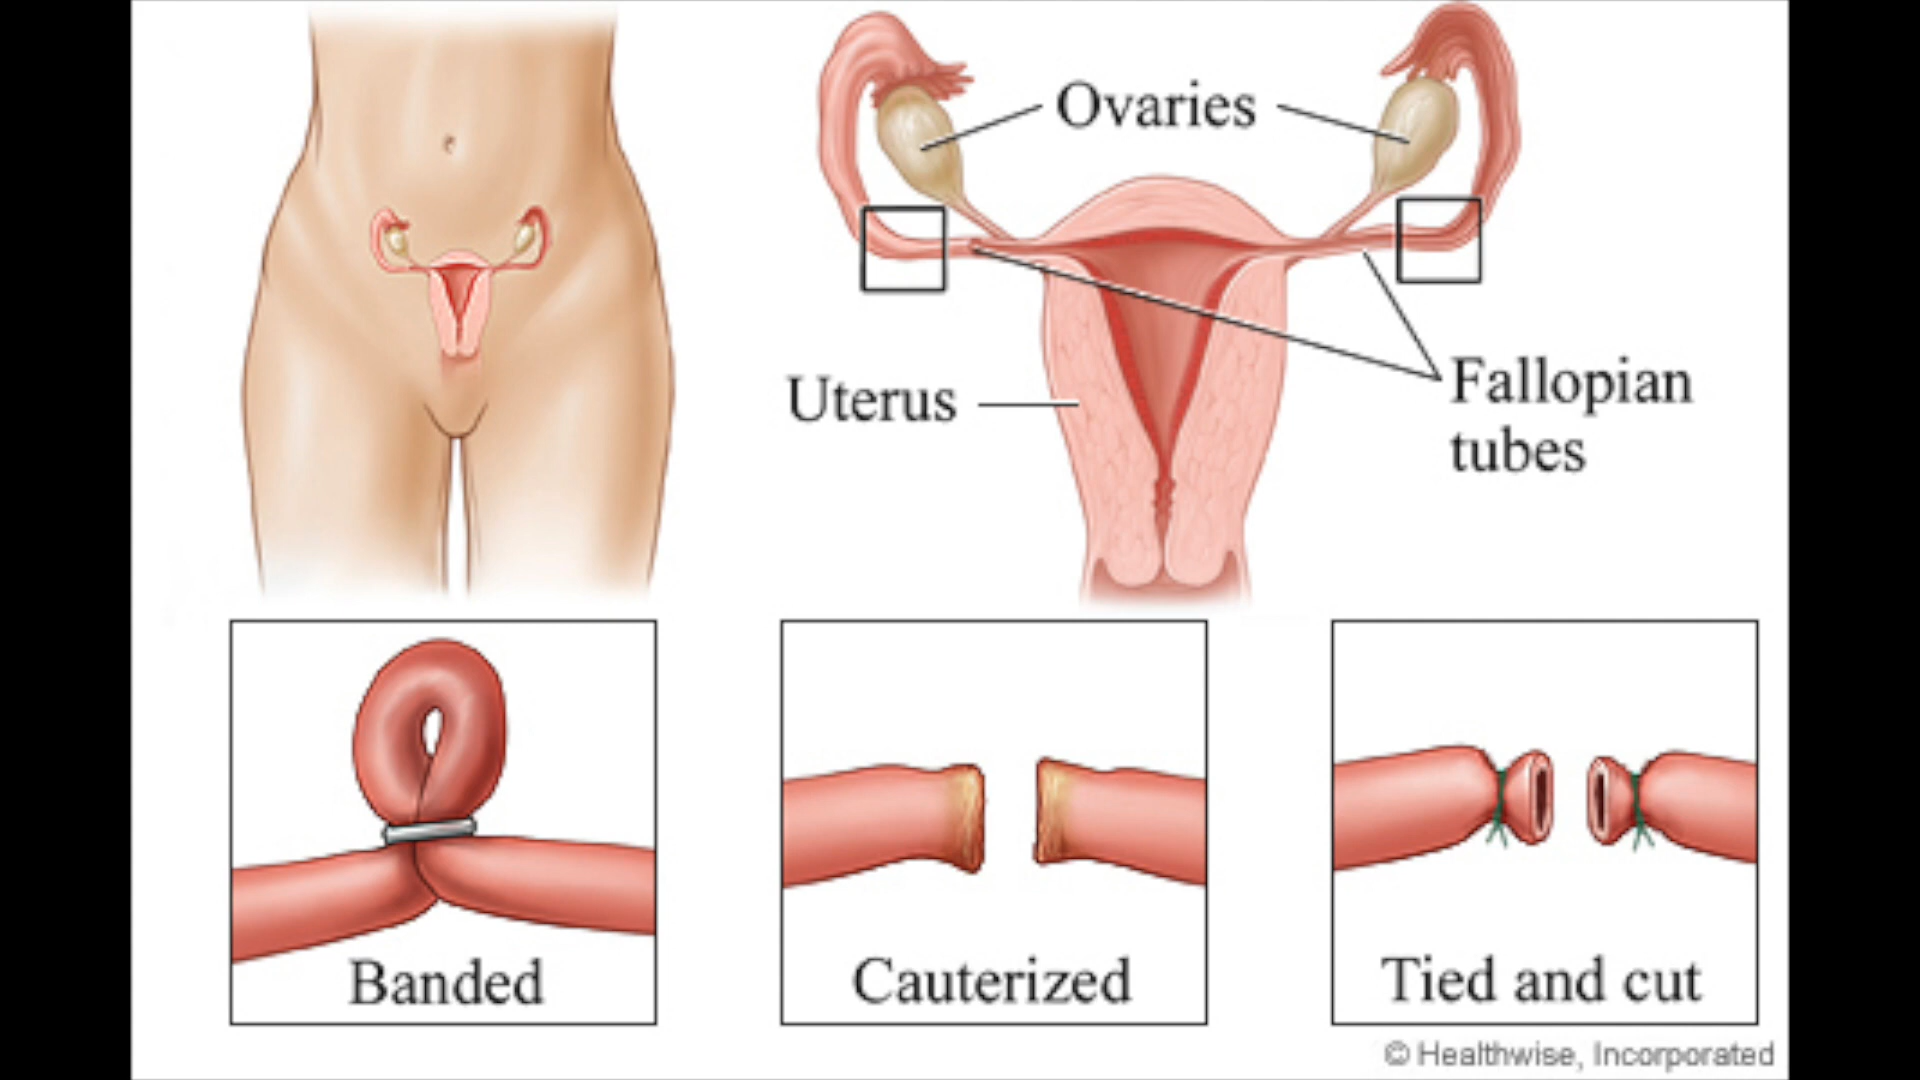 Ovaries
Uterus
Fallopian
tubes
Banded
Cauterized
Tied and cut
© Healthwise, Incorporated